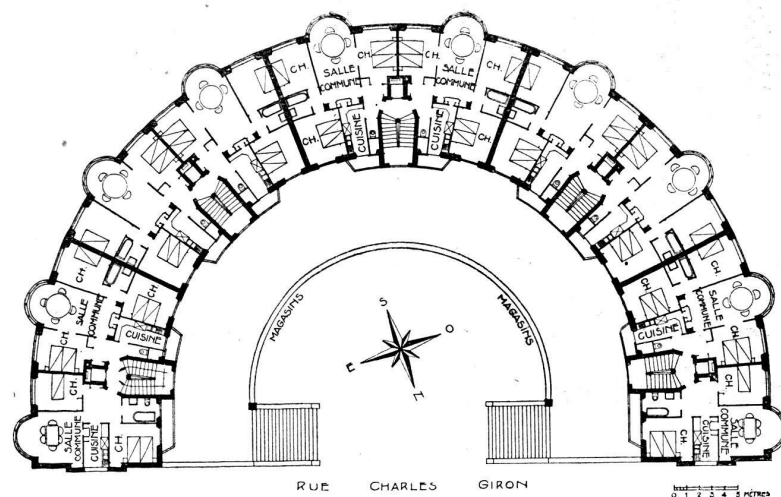 CH.
SALLE
COMMUNE
CH.
CH.
CUISINE
CH.
SALLE
COMMUNE
CH.
CUISINE
CH.
CH.
SALLE
COMMUNE
CH.
CH.
CUISINE
CH.
SALLE
COMMUNE
CUISINE
CH.
CH.
CH.
SALLE
COMMUNE
CUISINE
CH.
CH.
CH.
SALLE
COMMUNE
CUISINE
CH.
MAGASINS
MAGASINS
S
O
E
N
RUE CHARLES GIRON
0 1 2 3 4 5 MÈTRES